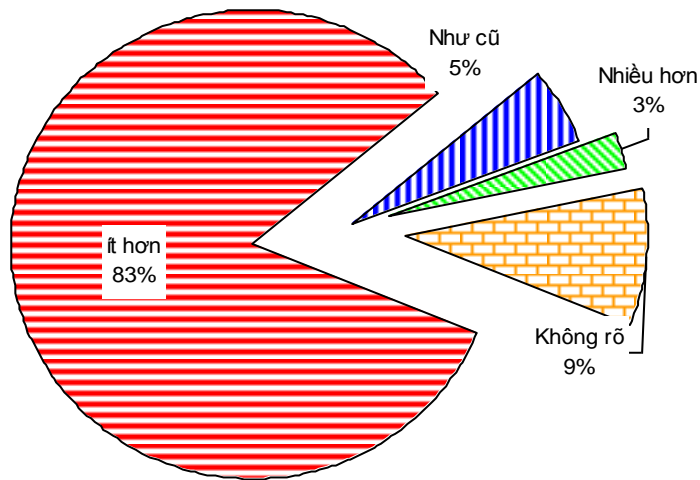 Như cũ
5%
Nhiều hơn
3%
ít hơn
83%
Không rõ
9%